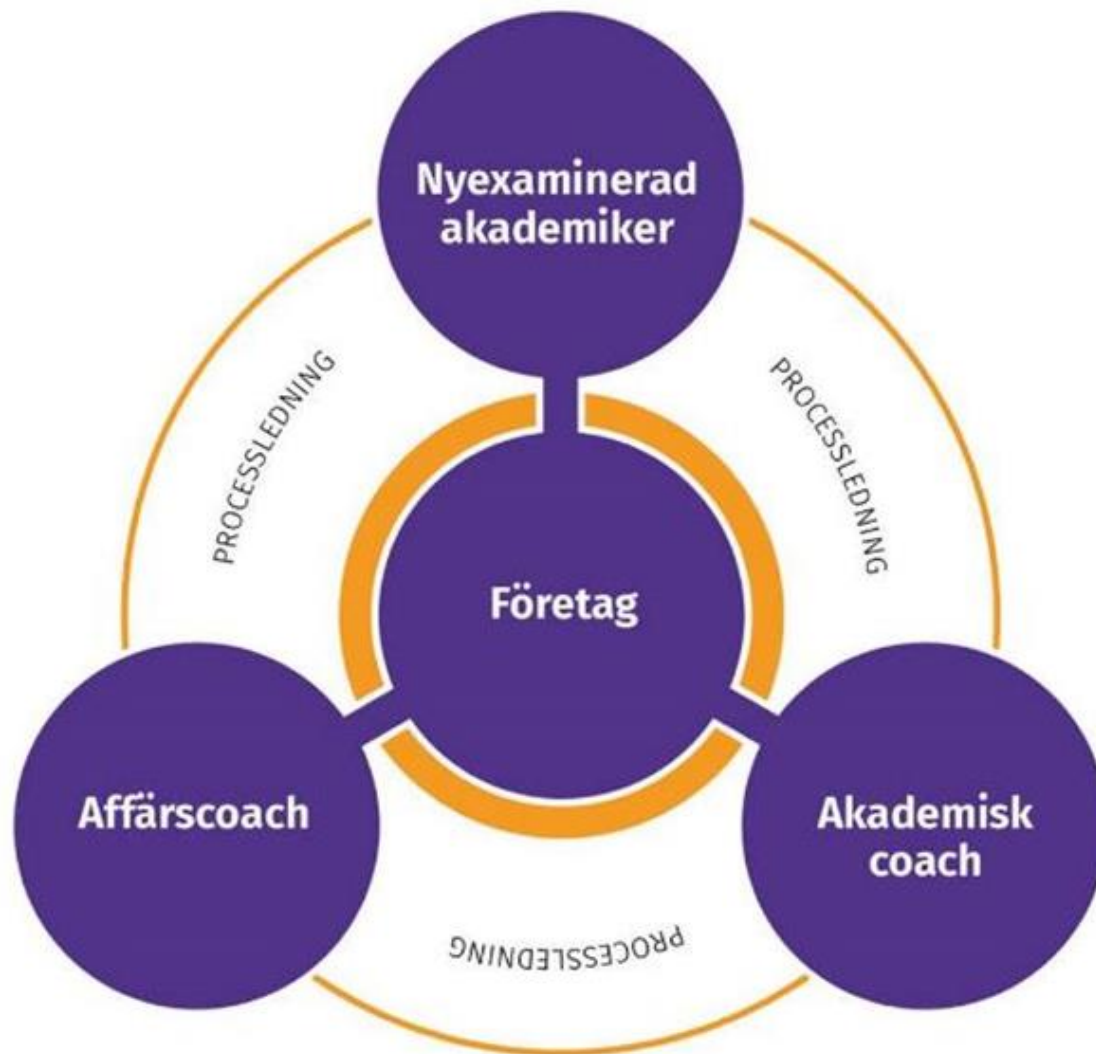 Nyexaminerad
akademiker
PROCESSLEDNING
PROCESSLEDNING
Företag
Affärscoach
Akademisk
coach
PROCESSLEDNING